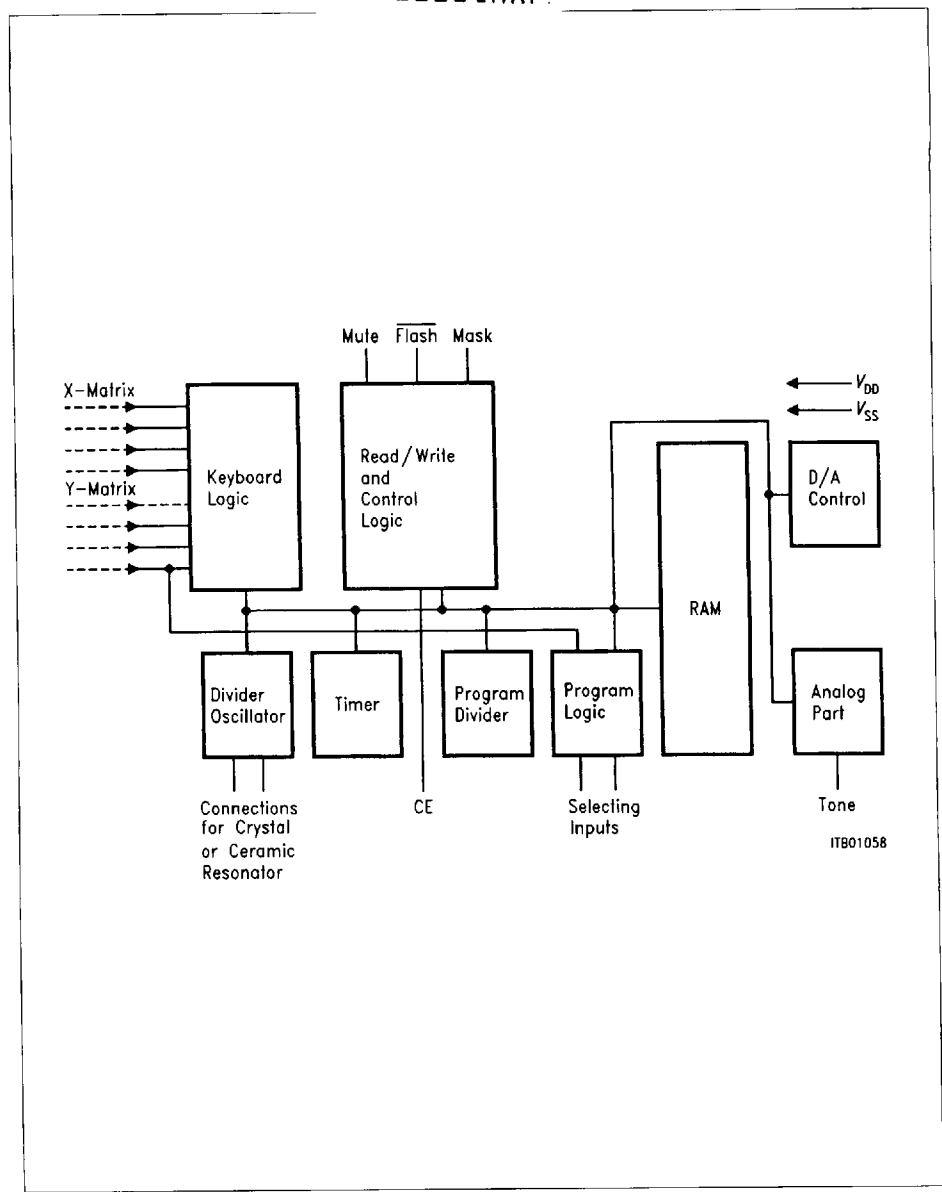 Mute Flash Mask
X-Matrix
Y-Matrix
Keyboard
Logic
Read/Write
and
Control
Logic
V_DD
V_SS
D/A
Control
RAM
Divider
Oscillator
Timer
Program
Divider
Program
Logic
Analog
Part
Connections
for Crystal
or Ceramic
Resonator
CE
Selecting
Inputs
Tone
ITB01058